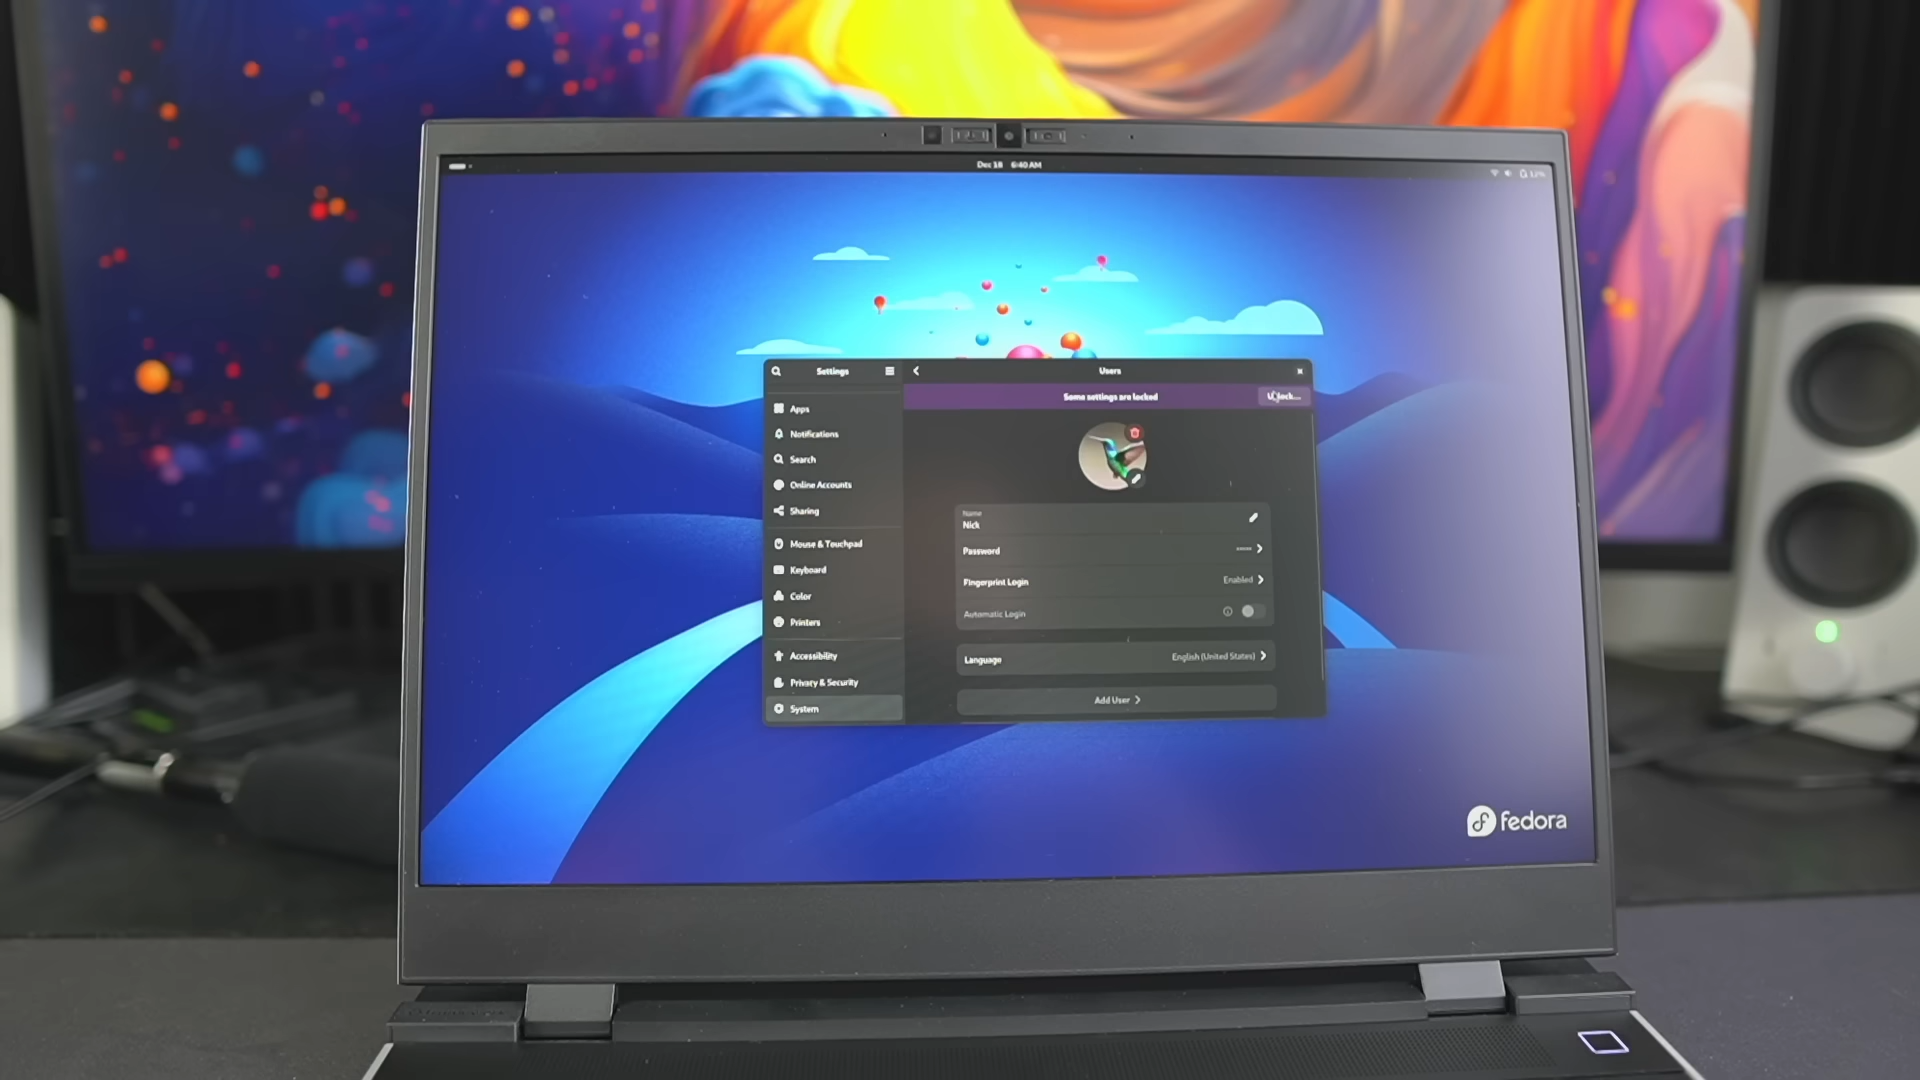 Dec 18 6:40 AM
12%
Settings
Users
Some settings are locked
Unlock...
Apps
Notifications
Search
Online Accounts
Sharing
Mouse & Touchpad
Keyboard
Color
Printers
Accessibility
Privacy & Security
System
Name
Nick
Password
Fingerprint Login
Enabled
Automatic Login
Language
English (United States)
Add User
fedora